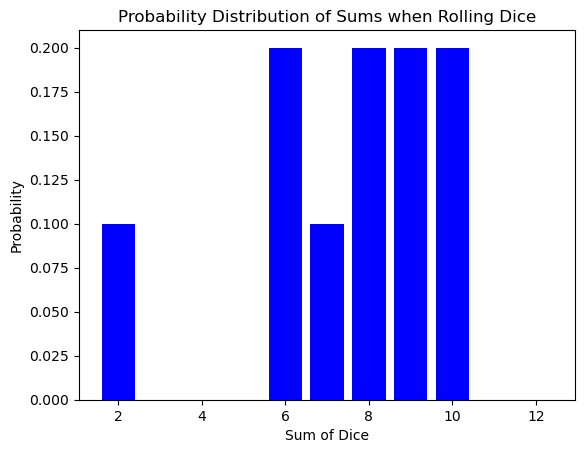 Probability Distribution of Sums when Rolling Dice
0.200
0.175
0.150
0.125
0.100
0.075
0.050
0.025
0.000
Probability
2 4 6 8 10 12
Sum of Dice